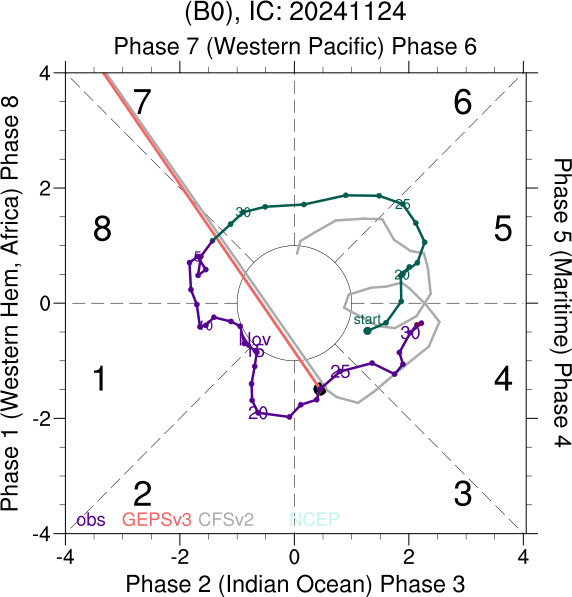 (B0), IC: 20241124
Phase 7 (Western Pacific) Phase 6
4
7
6
Phase 1 (Western Hem, Africa) Phase 8
Phase 5 (Maritime) Phase 4
2
30
25
8
5
5
20
0
start
10
30
Nov
15
25
1
4
-2
20
2
3
obs GEPSv3 CFSv2 NCEP
-4
-4 -2 0 2 4
Phase 2 (Indian Ocean) Phase 3